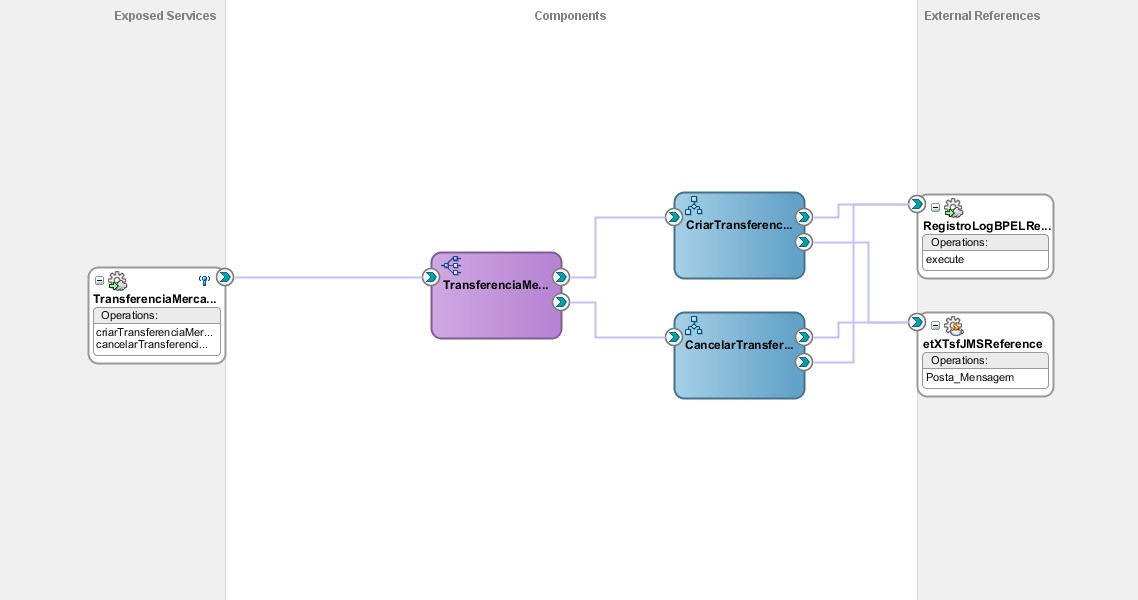 Exposed Services
Components
External References
TransferenciaMerca...
Operations:
criarTransferenciaMer...
cancelarTransferenci...
TransferenciaMe...
CriarTransferenc...
CancelarTransfer...
RegistroLogBPELRe...
Operations:
execute
etXTsfJMSReference
Operations:
Posta_Mensagem